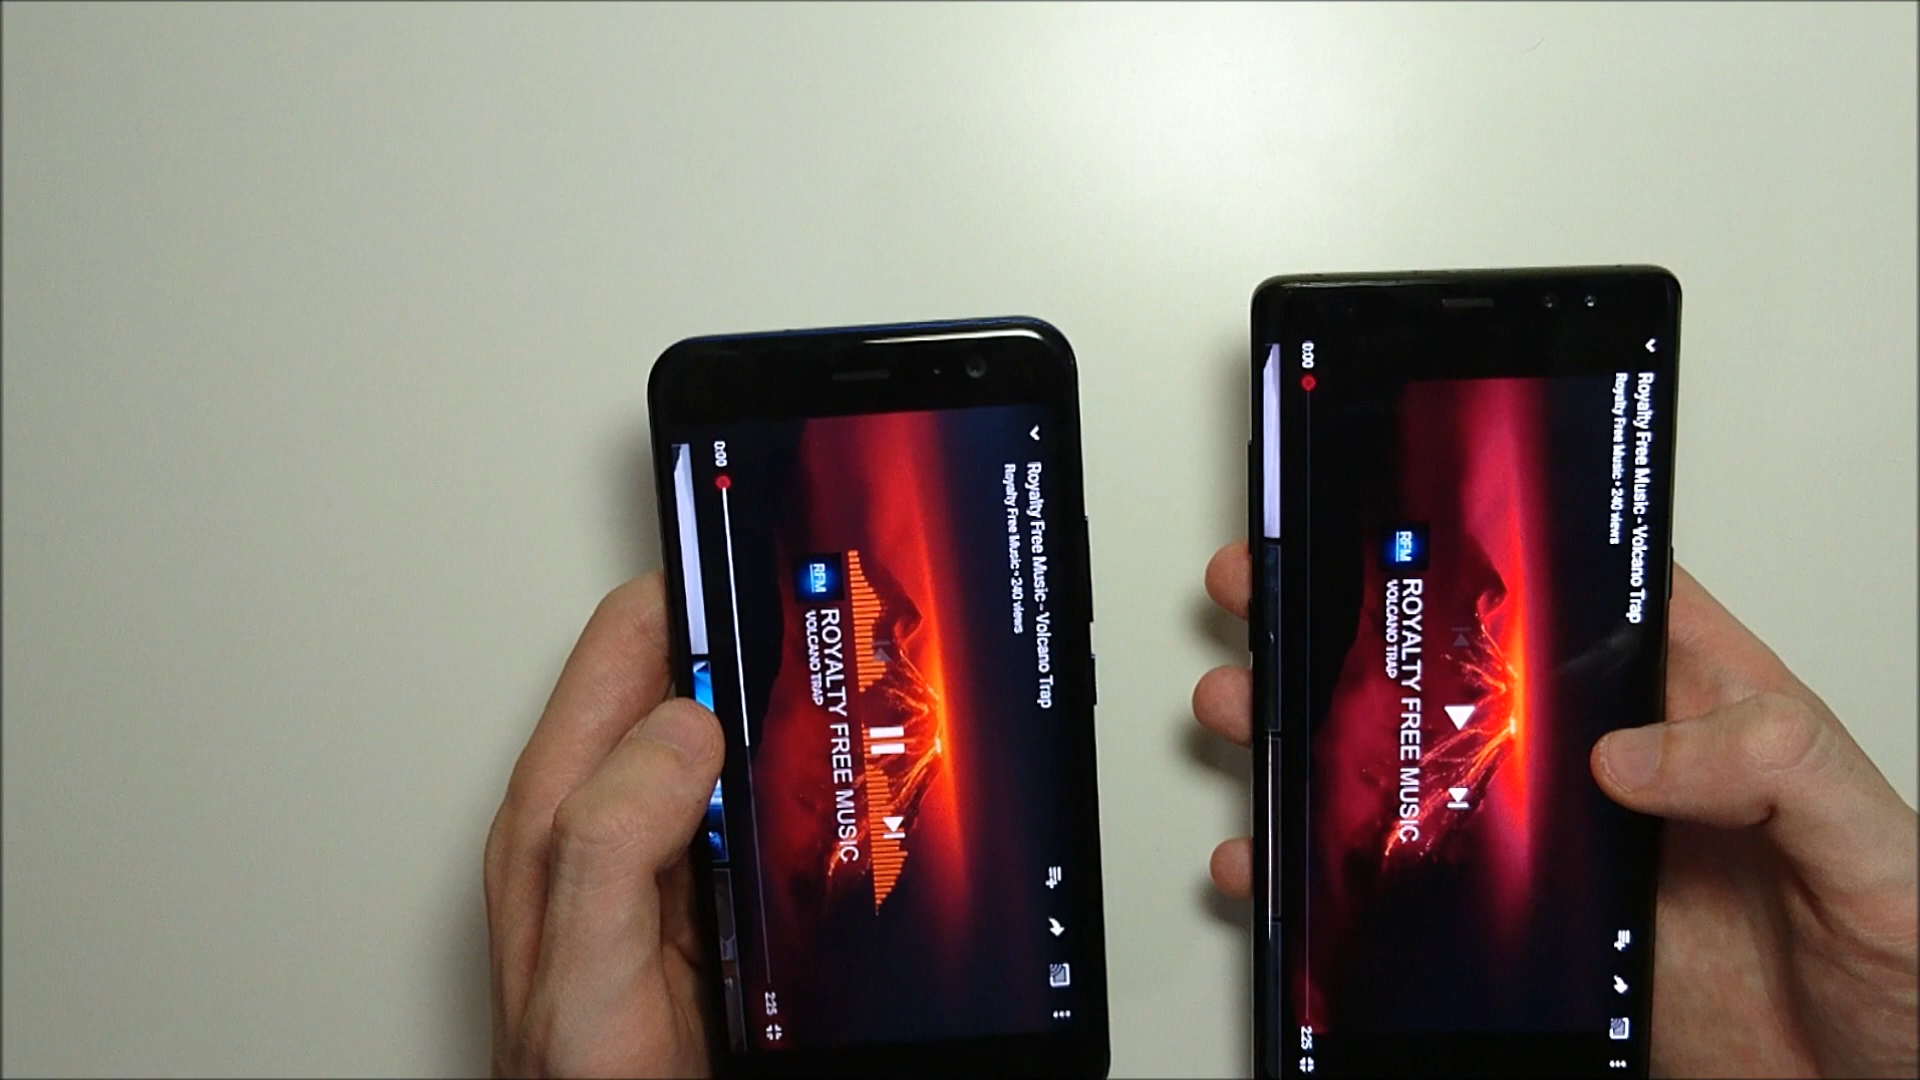 Royalty Free Music - Volcano Trap
Royalty Free Music • 240 views
RFM
ROYALTY FREE MUSIC
VOLCANO TRAP
0:00
2:25
Royalty Free Music - Volcano Trap
Royalty Free Music • 240 views
RFM
ROYALTY FREE MUSIC
VOLCANO TRAP
0:00
2:25